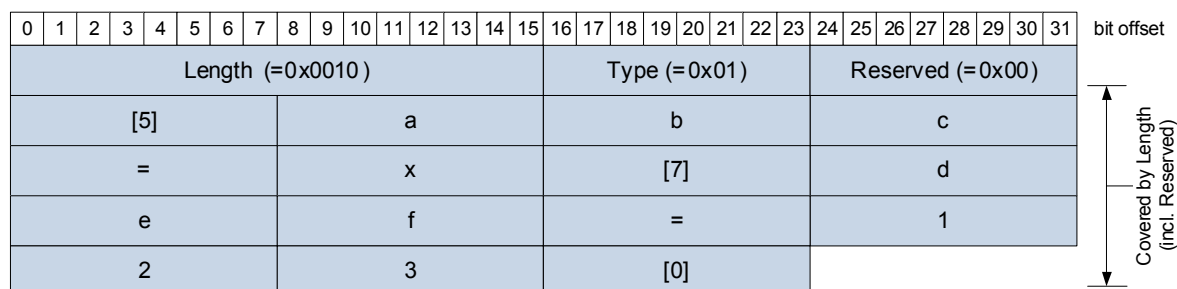 0 1 2 3 4 5 6 7 8 9 10 11 12 13 14 15 16 17 18 19 20 21 22 23 24 25 26 27 28 29 30 31 bit offset
Length (=0x0010) Type (=0x01) Reserved (=0x00)
[5] a b c
= x [7] d
e f = 1
2 3 [0]
Covered by Length
(incl. Reserved)